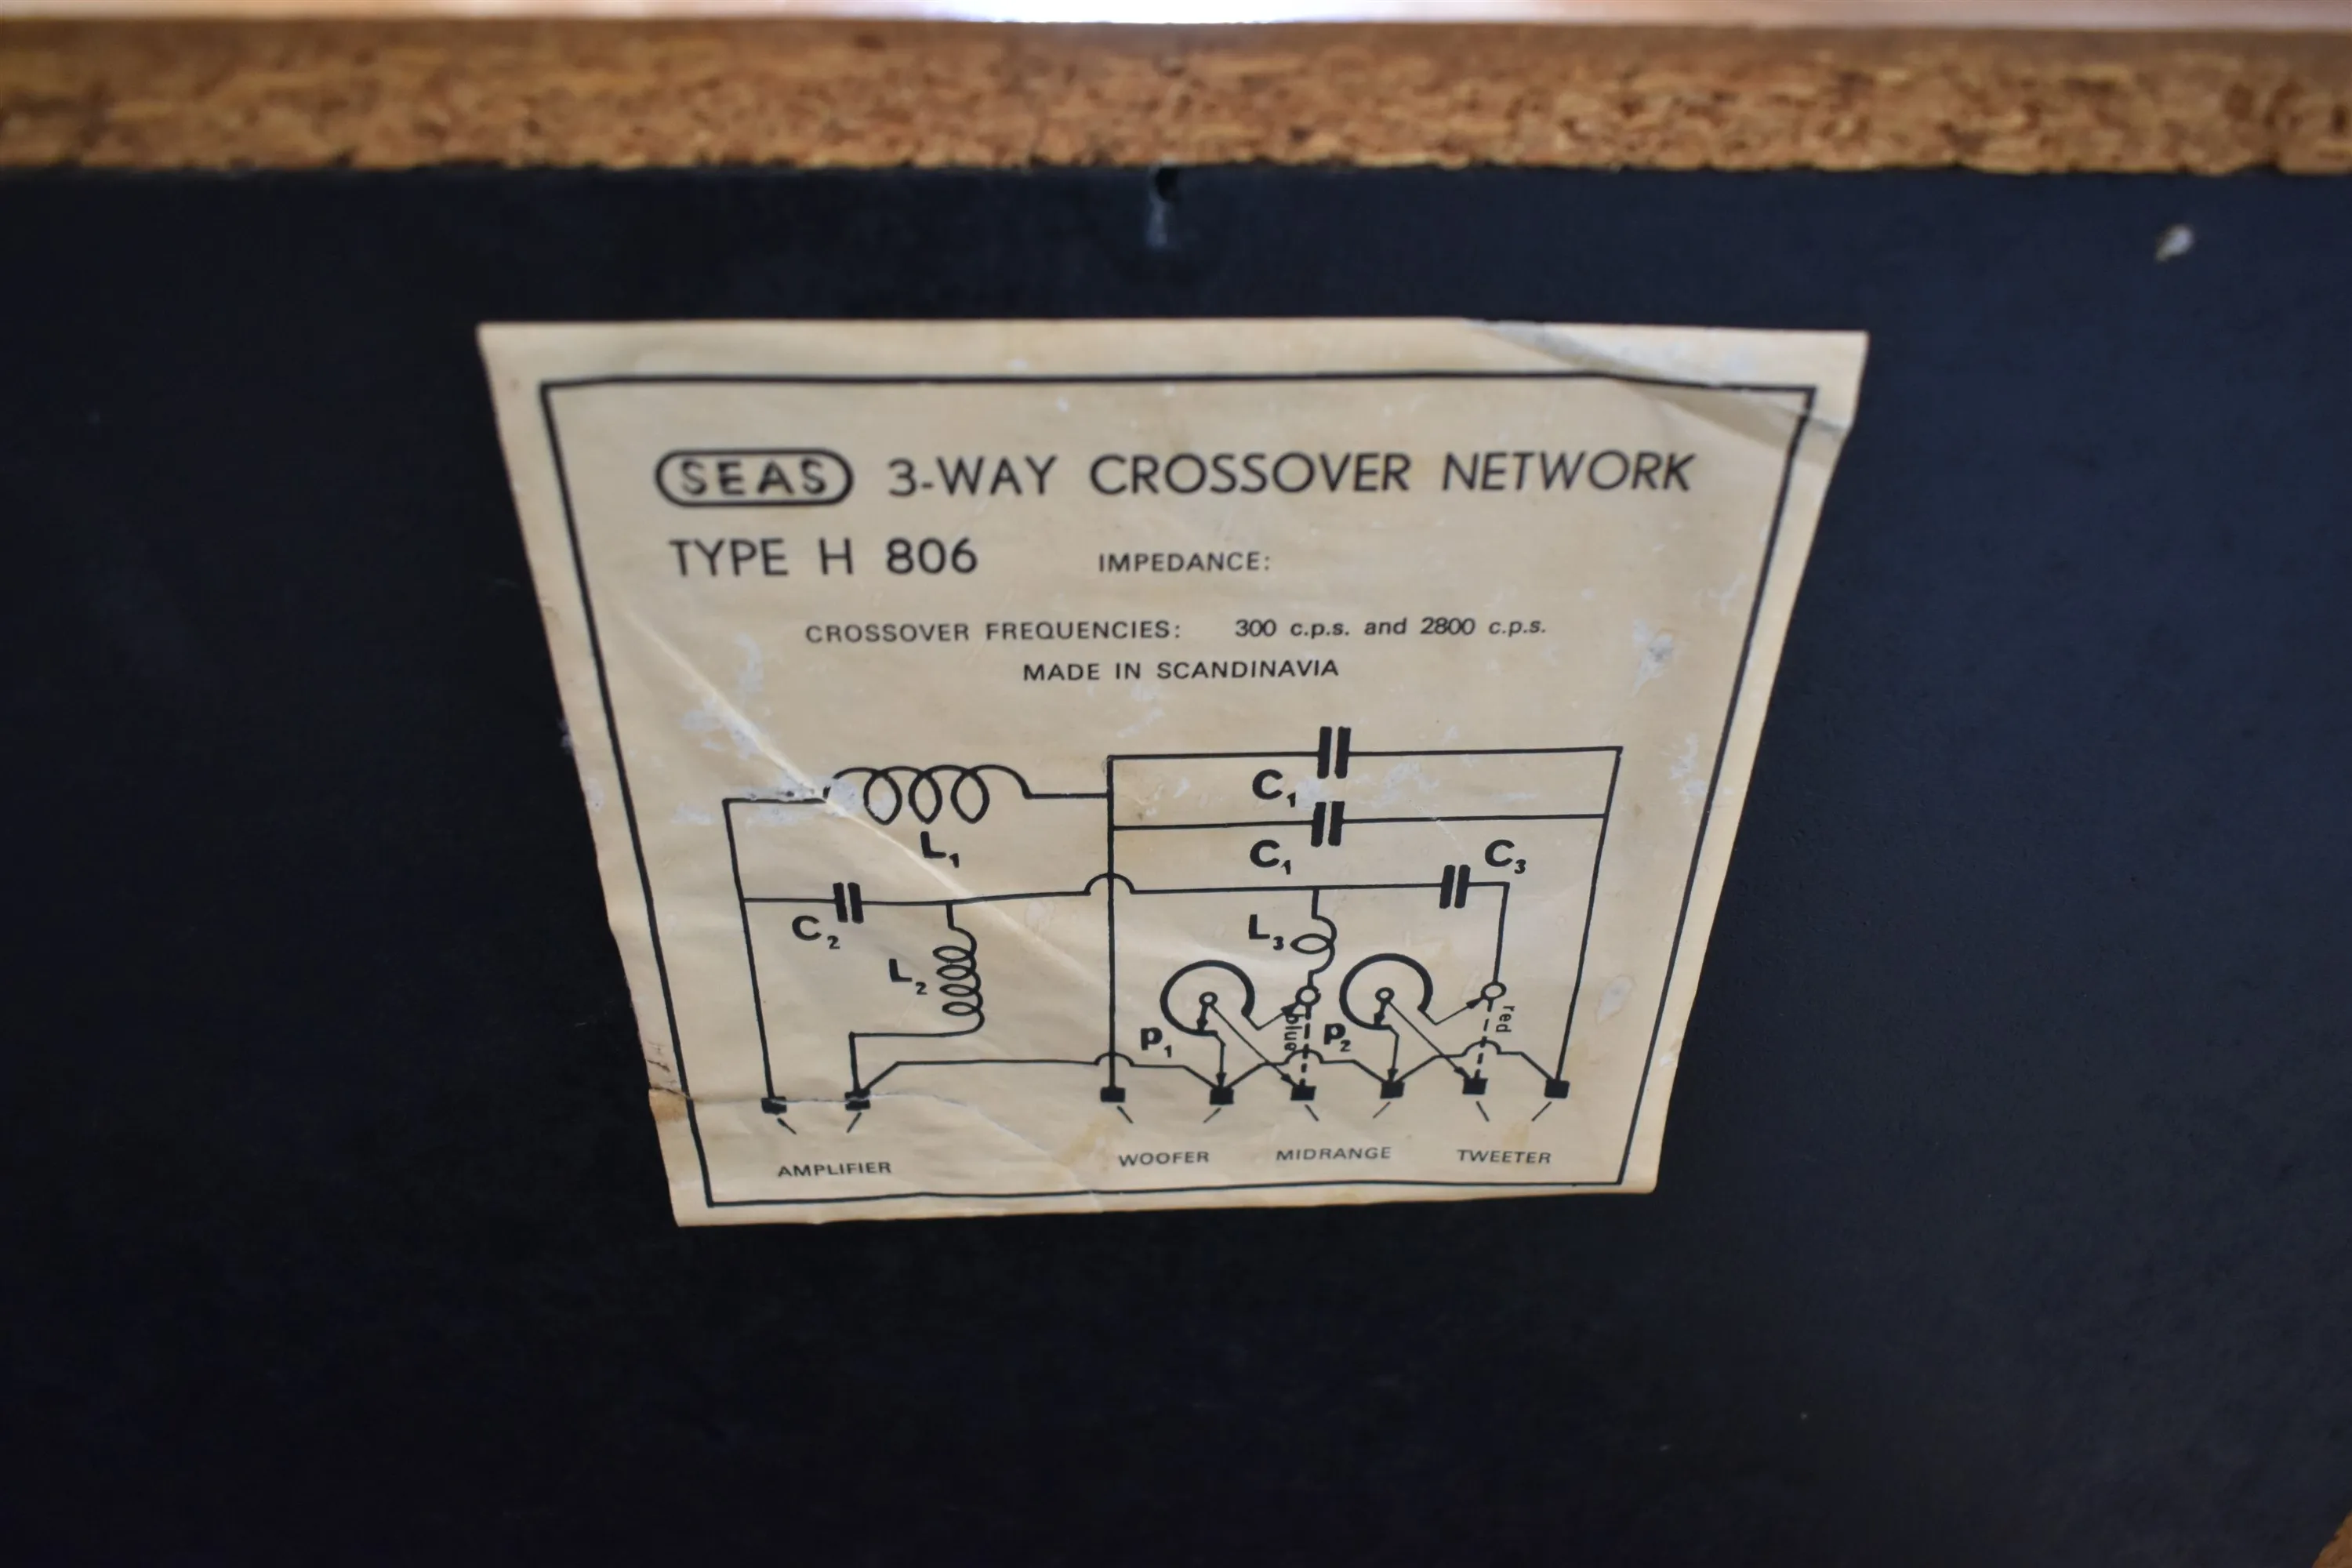 SEAS 3-WAY CROSSOVER NETWORK
TYPE H 806 IMPEDANCE:
CROSSOVER FREQUENCIES: 300 c.p.s. and 2800 c.p.s.
MADE IN SCANDINAVIA
C₁
L₁
C₁
C₃
C₂
L₃
L₂
P₁
blue
P₂
red
AMPLIFIER
WOOFER MIDRANGE TWEETER